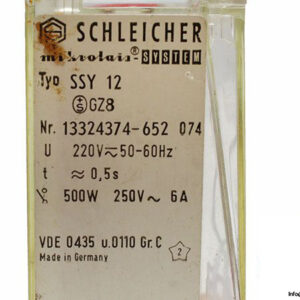 SCHLEICHER
mikrolais® SYSTEM
Typ SSY 12
GZ8
Nr. 13324374-652 074
U 220V≂50-60Hz
t ≈ 0,5s
500W 250V~ 6A
VDE 0435 u.0110 Gr.C
2
Made in Germany